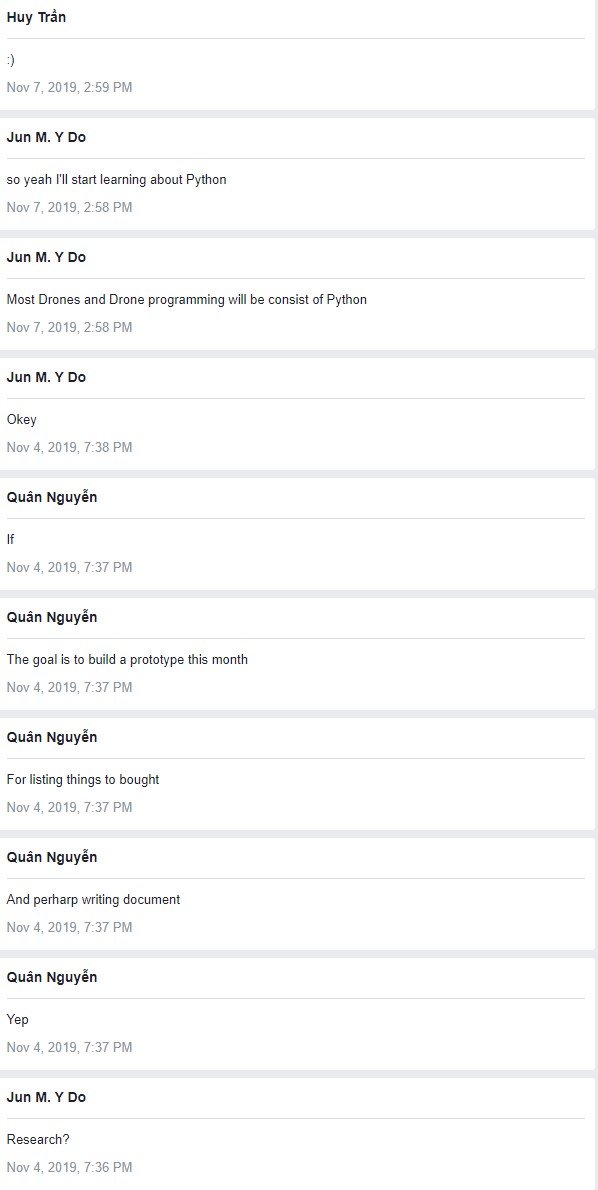 Huy Trần
:)
Nov 7, 2019, 2:59 PM
Jun M. Y Do
so yeah I'll start learning about Python
Nov 7, 2019, 2:58 PM
Jun M. Y Do
Most Drones and Drone programming will be consist of Python
Nov 7, 2019, 2:58 PM
Jun M. Y Do
Okey
Nov 4, 2019, 7:38 PM
Quân Nguyễn
If
Nov 4, 2019, 7:37 PM
Quân Nguyễn
The goal is to build a prototype this month
Nov 4, 2019, 7:37 PM
Quân Nguyễn
For listing things to bought
Nov 4, 2019, 7:37 PM
Quân Nguyễn
And perharp writing document
Nov 4, 2019, 7:37 PM
Quân Nguyễn
Yep
Nov 4, 2019, 7:37 PM
Jun M. Y Do
Research?
Nov 4, 2019, 7:36 PM